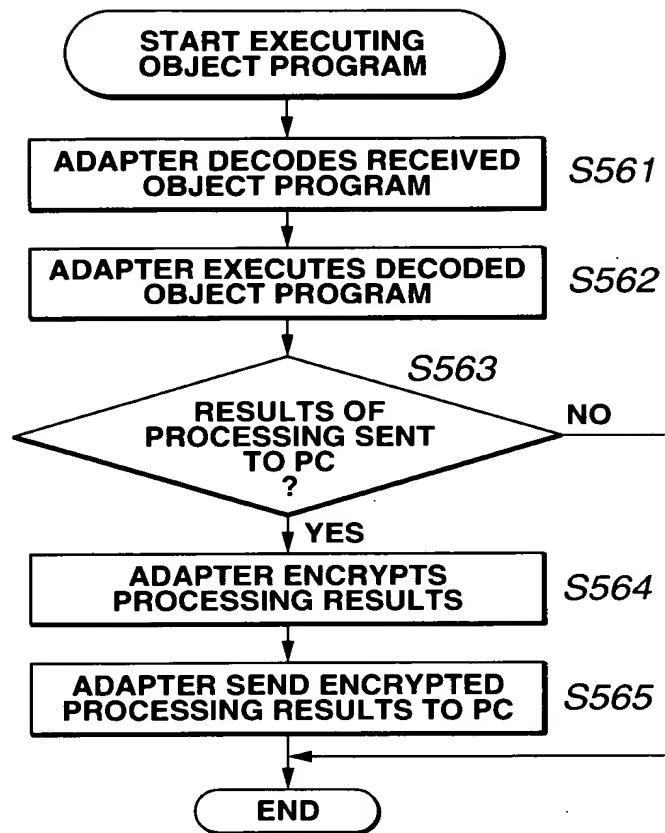 START EXECUTING
OBJECT PROGRAM
ADAPTER DECODES RECEIVED
OBJECT PROGRAM
S561
ADAPTER EXECUTES DECODED
OBJECT PROGRAM
S562
S563
RESULTS OF
PROCESSING SENT
TO PC
?
NO
YES
ADAPTER ENCRYPTS
PROCESSING RESULTS
S564
ADAPTER SEND ENCRYPTED
PROCESSING RESULTS TO PC
S565
END